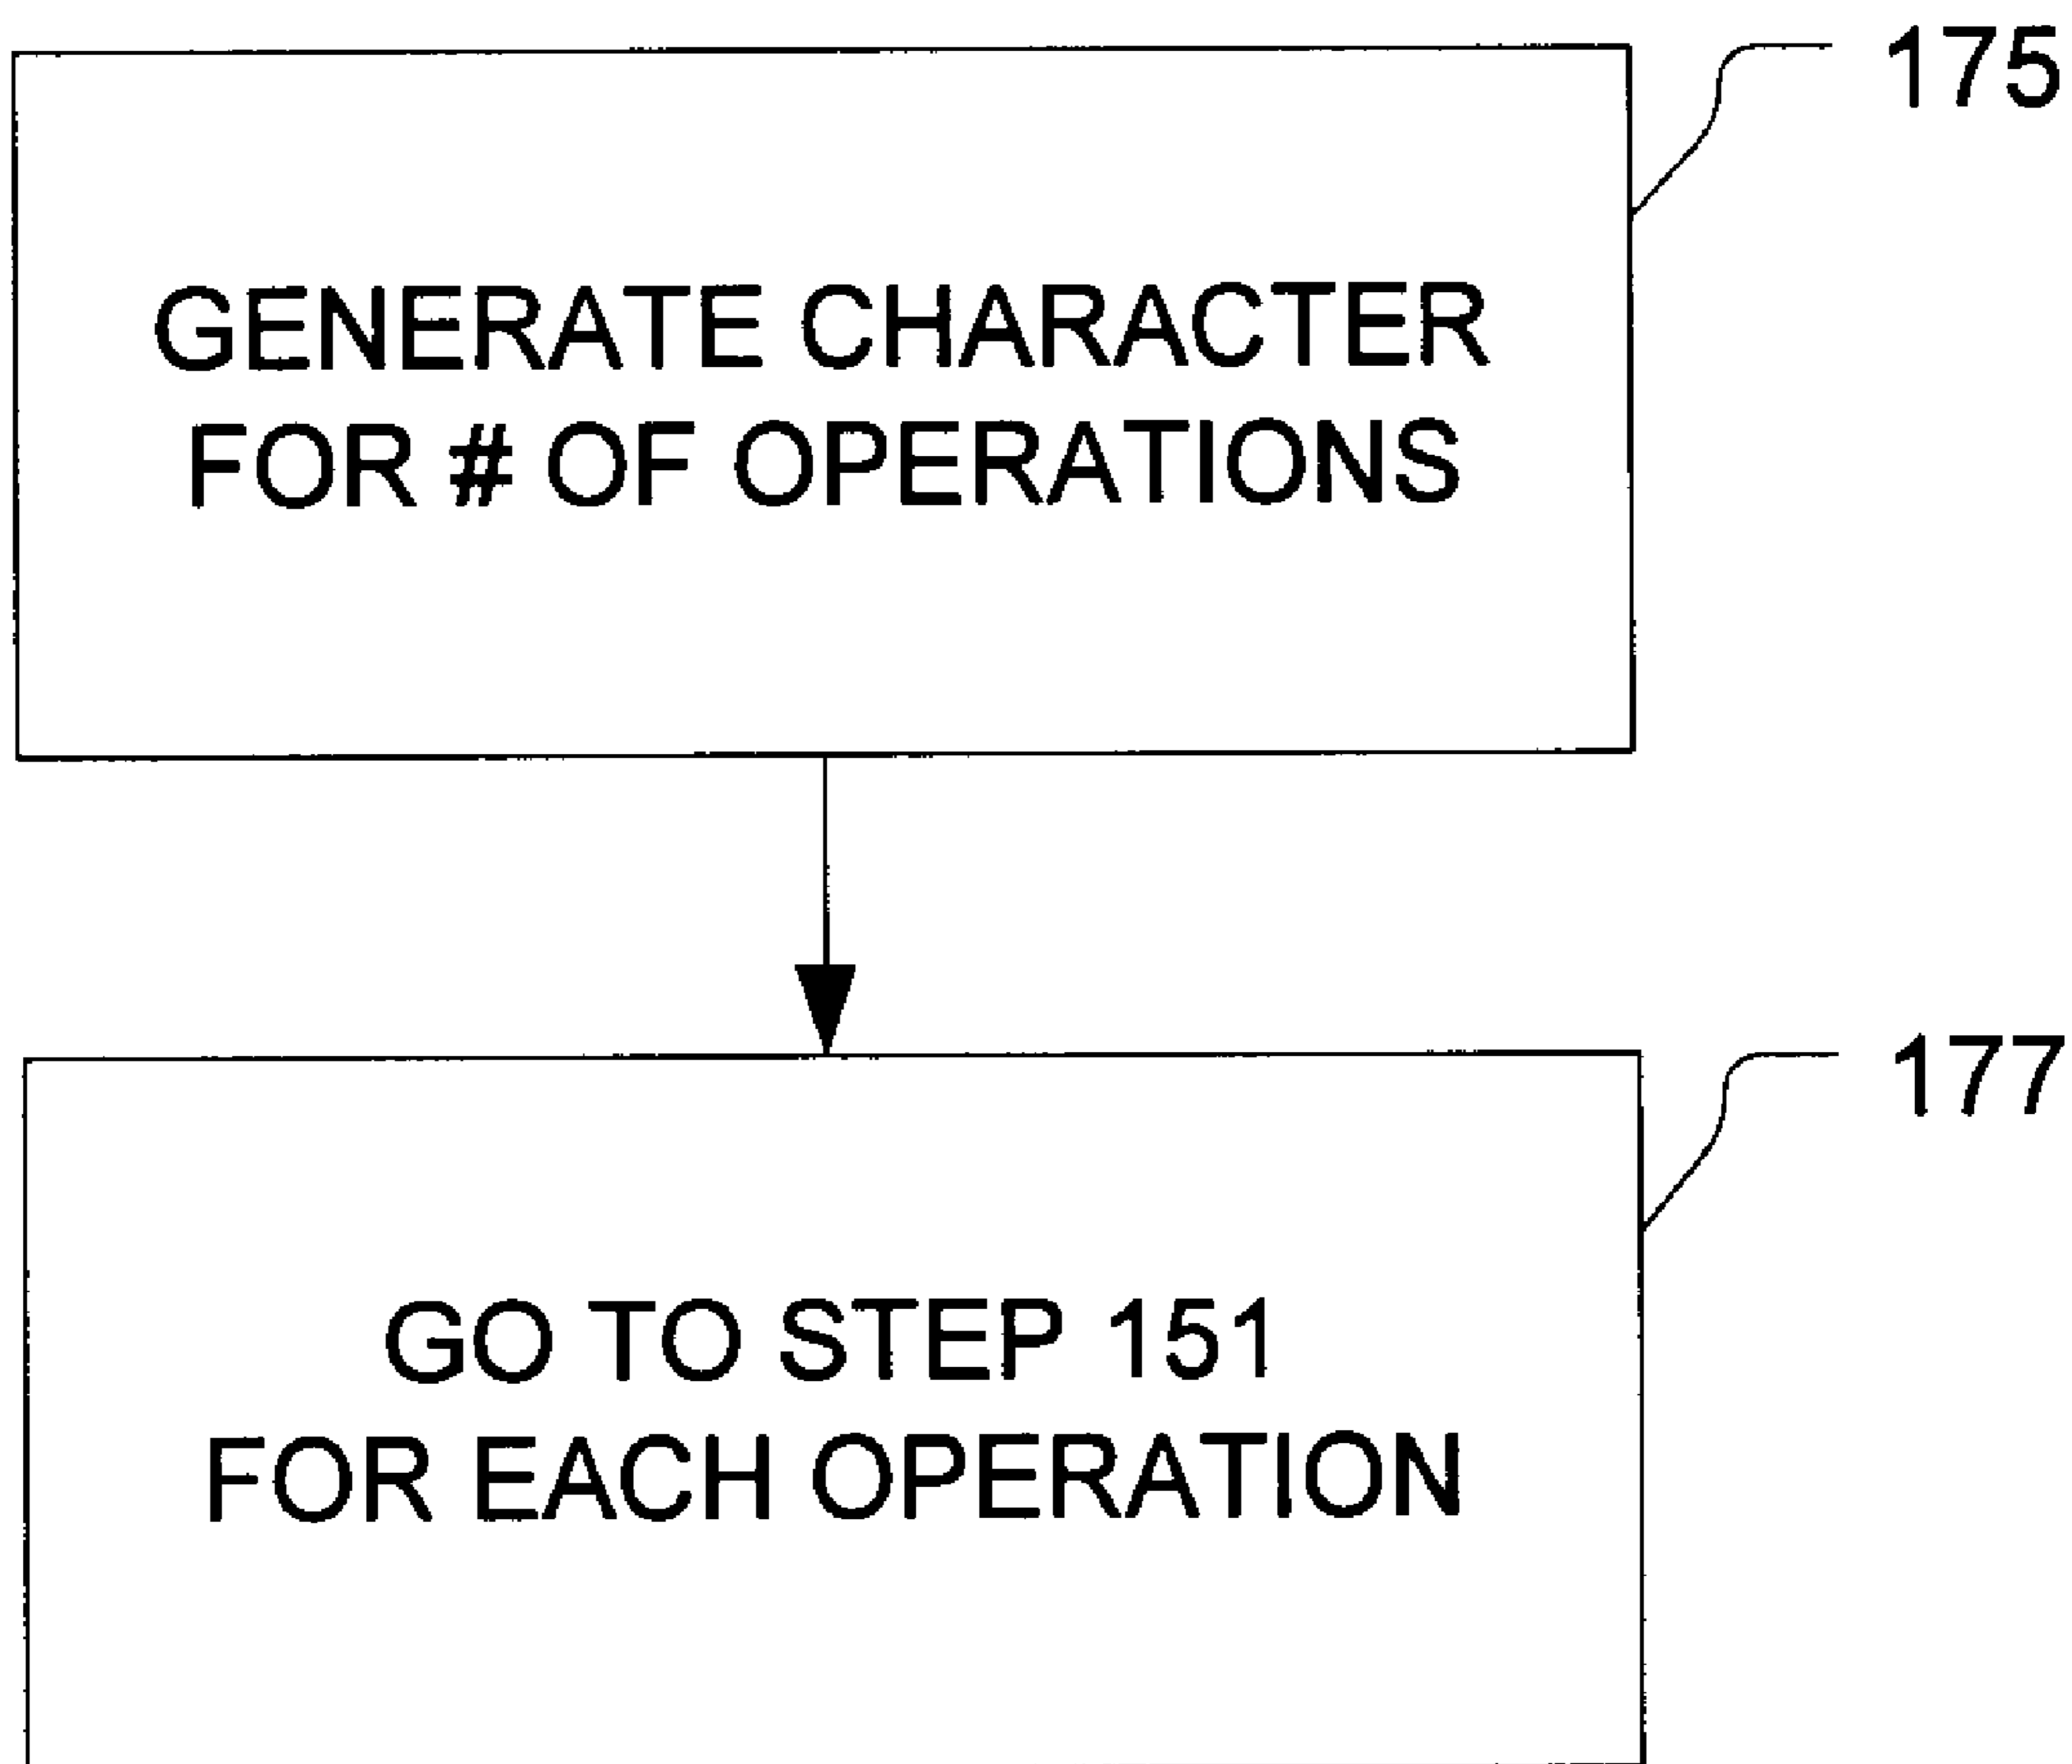 175
GENERATE CHARACTER
FOR # OF OPERATIONS
177
GO TO STEP 151
FOR EACH OPERATION